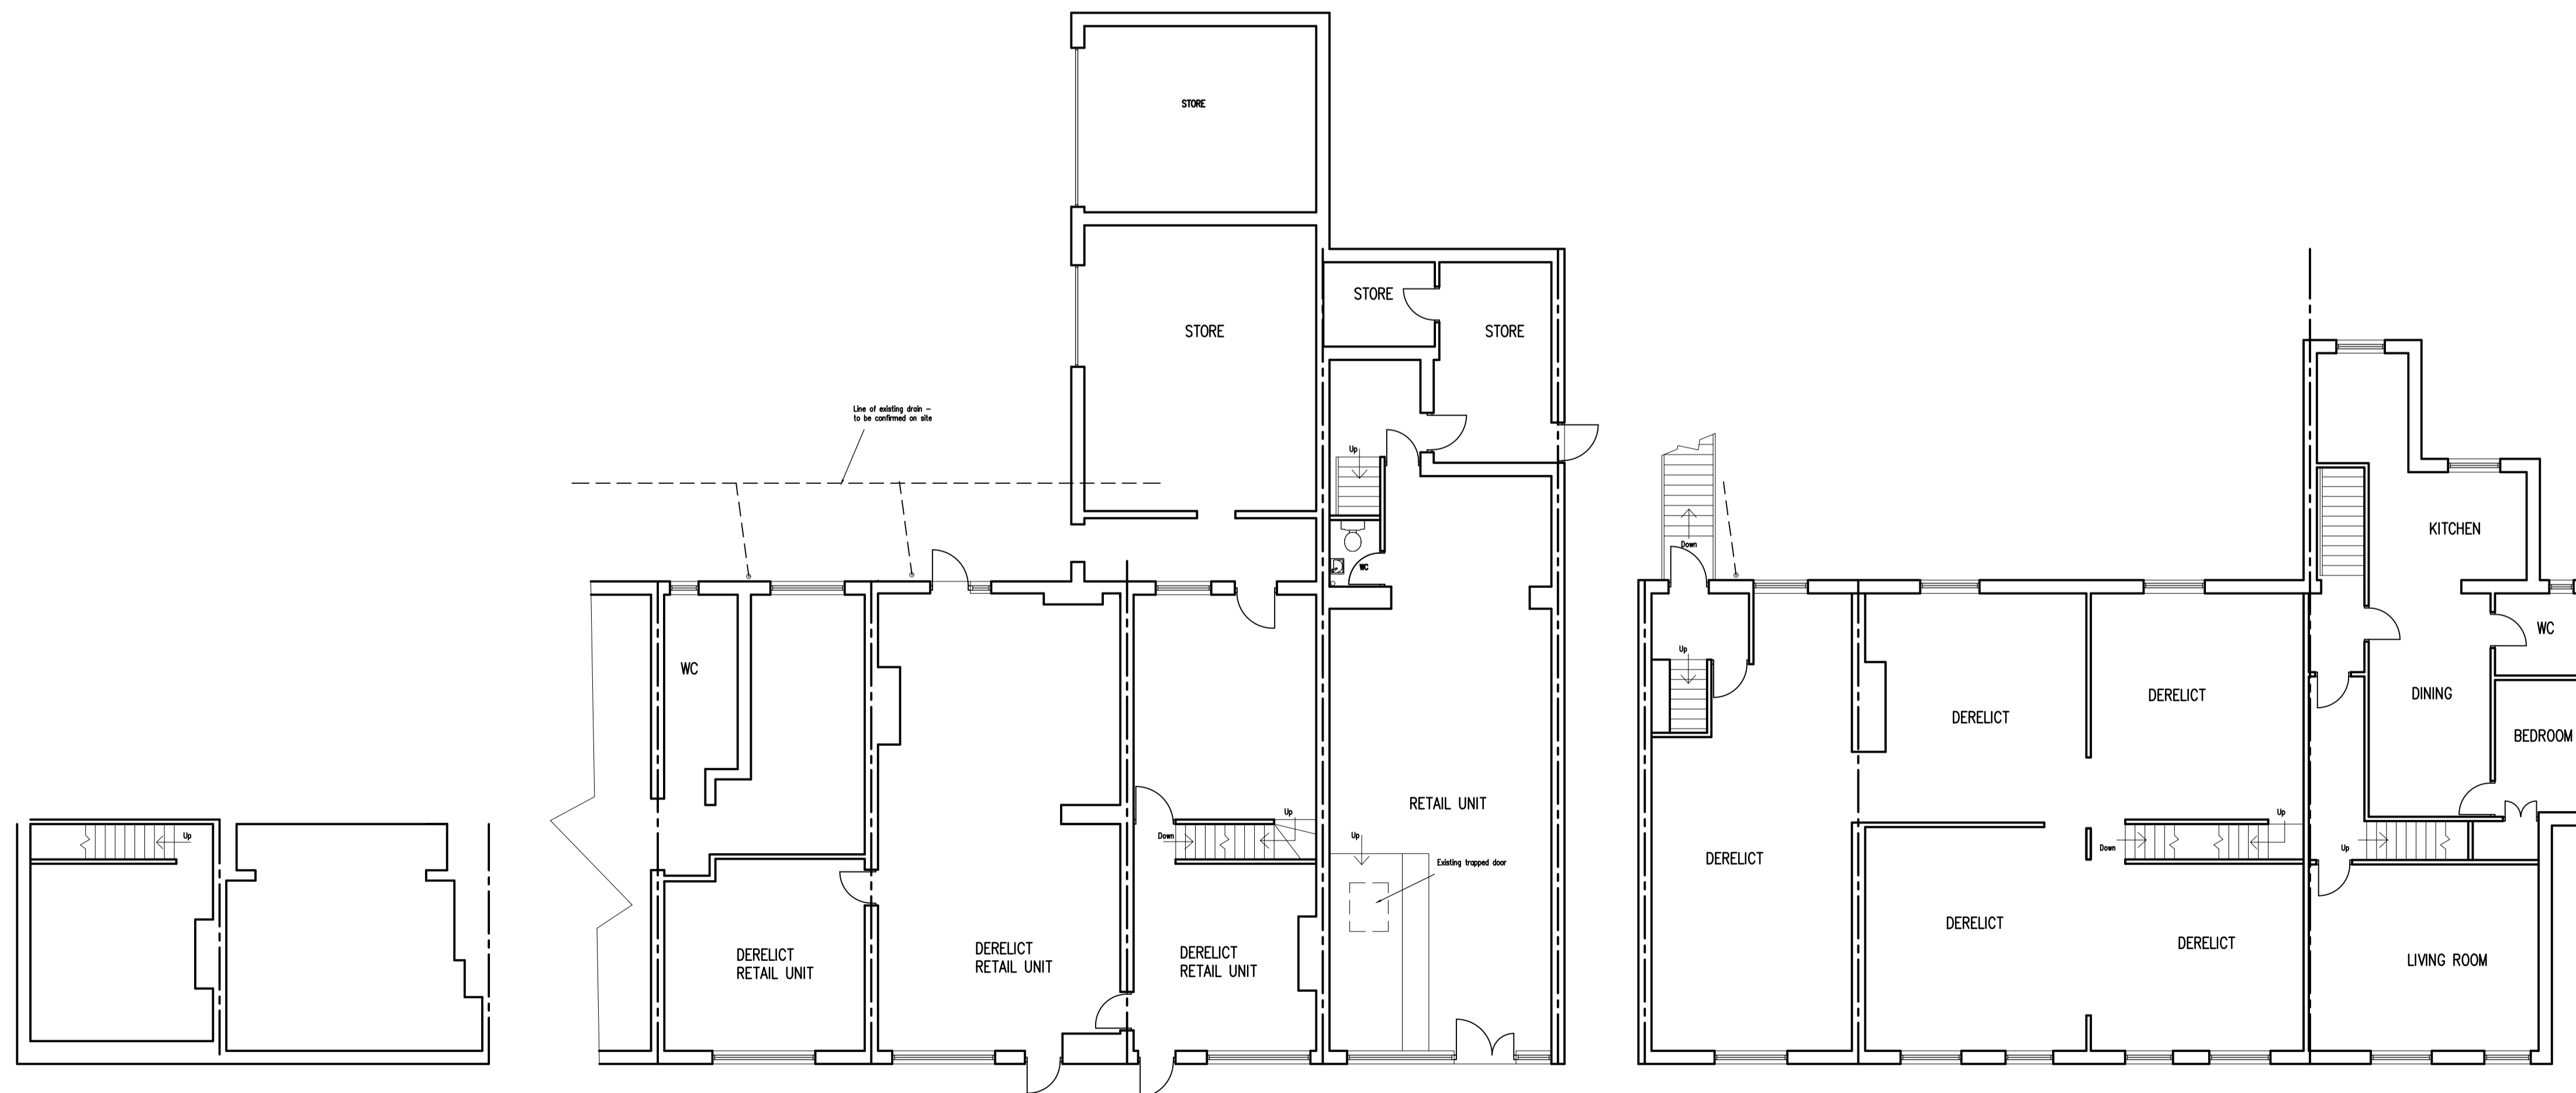 STORE
STORE
STORE
STORE
Line of existing drain –
to be confirmed on site
Up
WC
WC
Up
Down
Up
Up
Existing trapped door
RETAIL UNIT
DERELICT
RETAIL UNIT
DERELICT
RETAIL UNIT
DERELICT
RETAIL UNIT
Up
Down
Up
DERELICT
DERELICT
DERELICT
Up
Down
DERELICT
DERELICT
KITCHEN
WC
DINING
BEDROOM
Up
LIVING ROOM